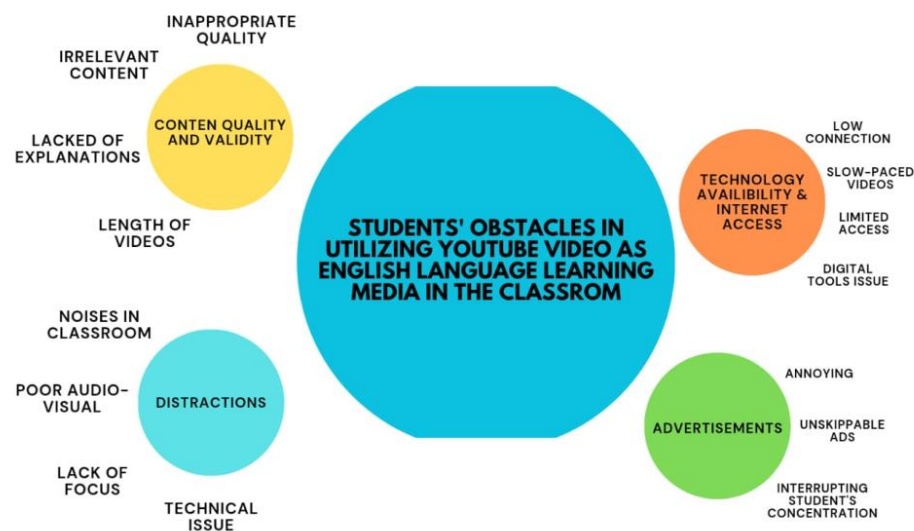 INAPPROPRIATE
QUALITY
IRRELEVANT
CONTENT
CONTEN QUALITY
AND VALIDITY
LACKED OF
EXPLANATIONS
LENGTH OF
VIDEOS
STUDENTS' OBSTACLES IN
UTILIZING YOUTUBE VIDEO AS
ENGLISH LANGUAGE LEARNING
MEDIA IN THE CLASSROM
LOW
CONNECTION
TECHNOLOGY
AVAILIBILITY &
INTERNET
ACCESS
SLOW-PACED
VIDEOS
LIMITED
ACCESS
DIGITAL
TOOLS ISSUE
NOISES IN
CLASSROOM
POOR AUDIO-
VISUAL
DISTRACTIONS
LACK OF
FOCUS
TECHNICAL
ISSUE
ANNOYING
ADVERTISEMENTS
UNSKIPPABLE
ADS
INTERRUPTING
STUDENT'S
CONCENTRATION